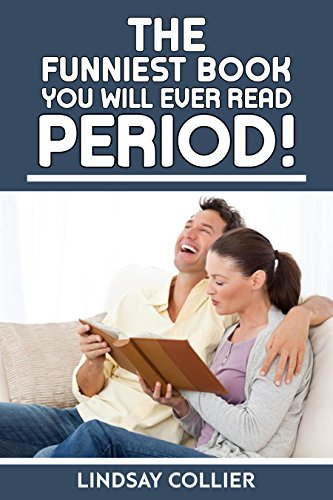 THE
FUNNIEST BOOK
YOU WILL EVER READ
PERIOD!
LINDSAY COLLIER